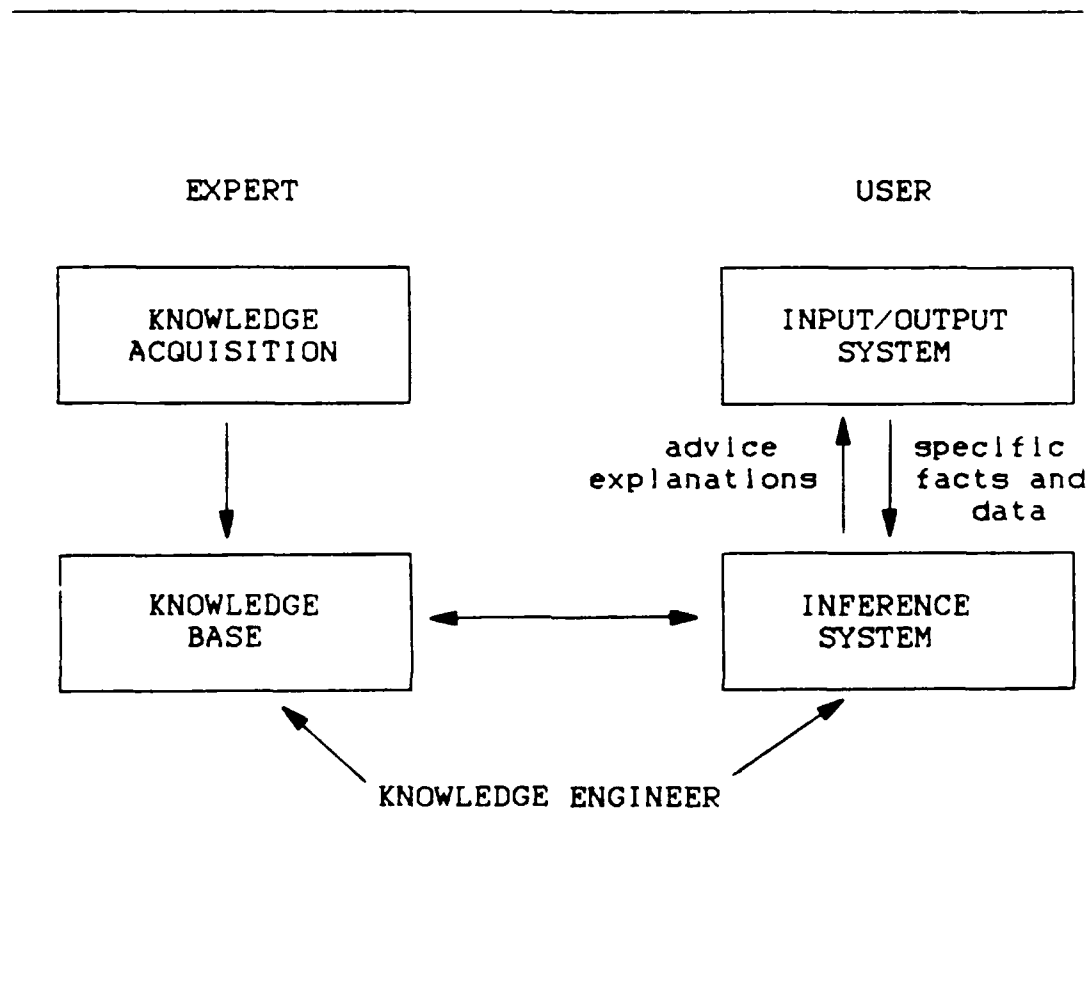 EXPERT
USER
KNOWLEDGE
ACQUISITION
INPUT/OUTPUT
SYSTEM
advice
explanations
specific
facts and
data
KNOWLEDGE
BASE
INFERENCE
SYSTEM
KNOWLEDGE ENGINEER